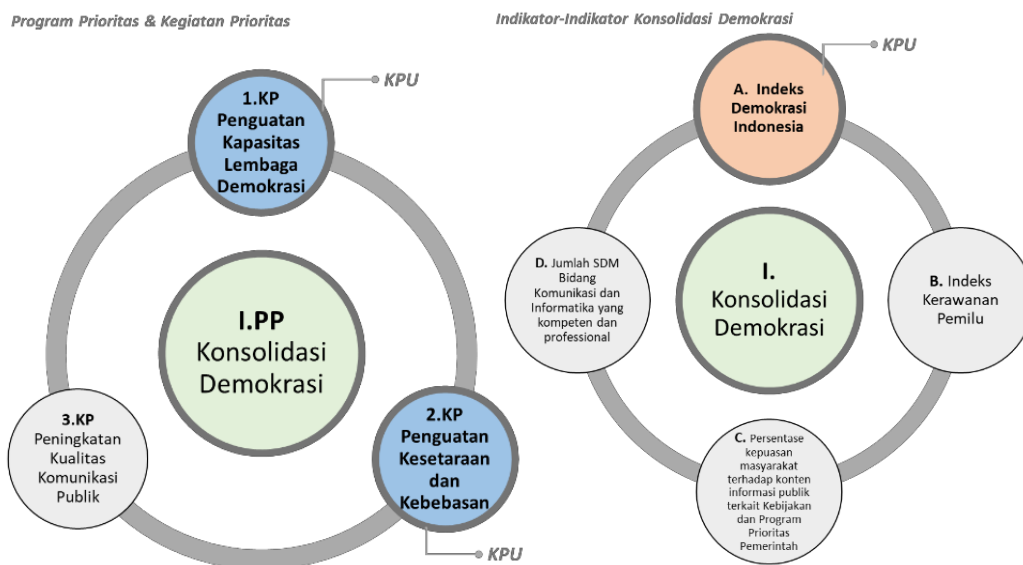 Program Prioritas & Kegiatan Prioritas
KPU
1.KP
Penguatan
Kapasitas
Lembaga
Demokrasi
I.PP
Konsolidasi
Demokrasi
3.KP
Peningkatan
Kualitas
Komunikasi
Publik
2.KP
Penguatan
Kesetaraan
dan
Kebebasan
KPU
Indikator-Indikator Konsolidasi Demokrasi
KPU
A. Indeks
Demokrasi
Indonesia
D. Jumlah SDM
Bidang
Komunikasi dan
Informatika yang
kompeten dan
professional
I.
Konsolidasi
Demokrasi
B. Indeks
Kerawanan
Pemilu
C. Persentase
kepuasan
masyarakat
terhadap konten
informasi publik
terkait Kebijakan
dan Program
Prioritas
Pemerintah